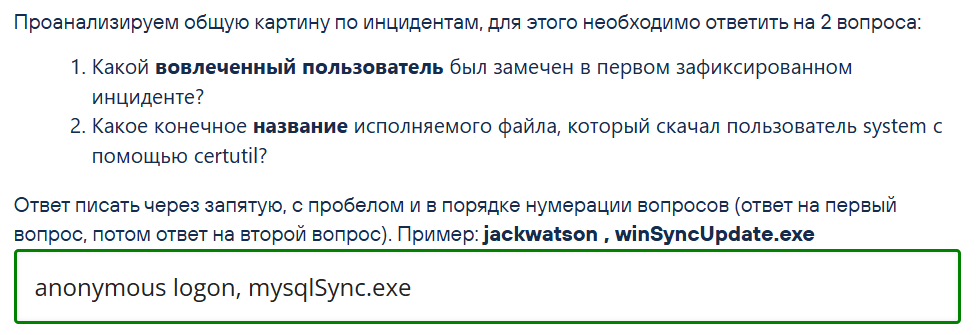 Проанализируем общую картину по инцидентам, для этого необходимо ответить на 2 вопроса:
1. Какой вовлеченный пользователь был замечен в первом зафиксированном
инциденте?
2. Какое конечное название исполняемого файла, который скачал пользователь system с
помощью certutil?
Ответ писать через запятую, с пробелом и в порядке нумерации вопросов (ответ на первый
вопрос, потом ответ на второй вопрос). Пример: jackwatson , winSyncUpdate.exe
anonymous logon, mysqlSync.exe